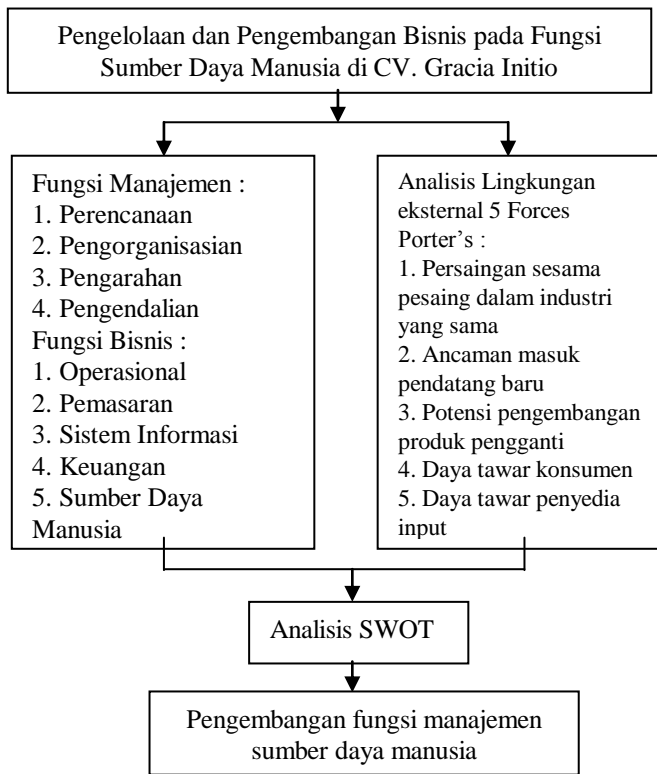 Pengelolaan dan Pengembangan Bisnis pada Fungsi
Sumber Daya Manusia di CV. Gracia Initio
Fungsi Manajemen :
1. Perencanaan
2. Pengorganisasian
3. Pengarahan
4. Pengendalian
Fungsi Bisnis :
1. Operasional
2. Pemasaran
3. Sistem Informasi
4. Keuangan
5. Sumber Daya
Manusia
Analisis Lingkungan
eksternal 5 Forces
Porter’s :
1. Persaingan sesama
pesaing dalam industri
yang sama
2. Ancaman masuk
pendatang baru
3. Potensi pengembangan
produk pengganti
4. Daya tawar konsumen
5. Daya tawar penyedia
input
Analisis SWOT
Pengembangan fungsi manajemen
sumber daya manusia